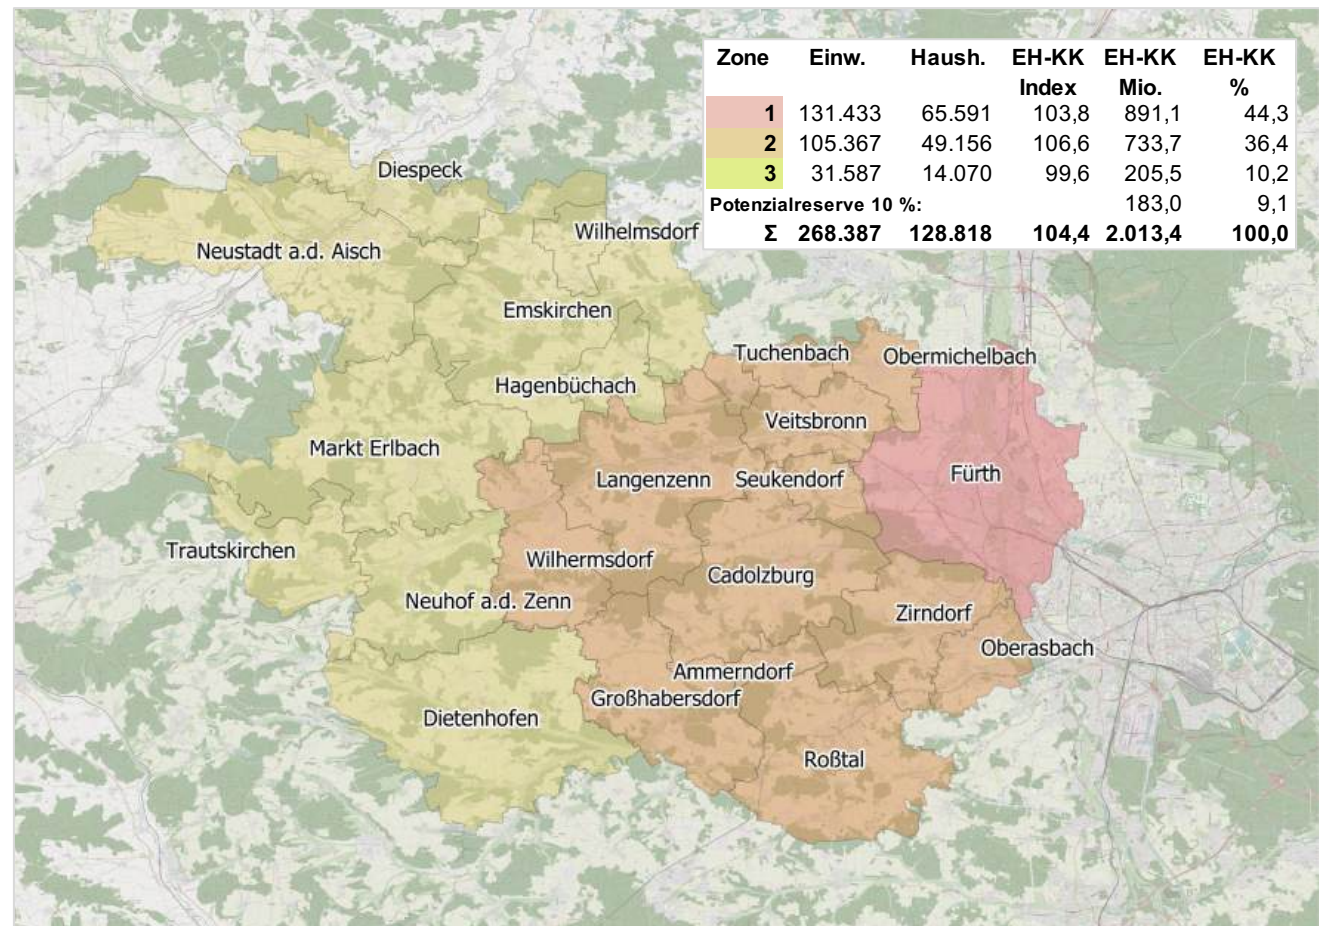 Zone Einw. Haush. EH-KK EH-KK EH-KK
Index Mio. %
1 131.433 65.591 103,8 891,1 44,3
2 105.367 49.156 106,6 733,7 36,4
3 31.587 14.070 99,6 205,5 10,2
Potenzialreserve 10 %: 183,0 9,1
Σ 268.387 128.818 104,4 2.013,4 100,0
Diespeck
Wilhelmsdorf
Neustadt a.d. Aisch
Emskirchen
Tuchenbach
Obermichelbach
Hagenbüchach
Veitsbronn
Markt Erlbach
Langenzenn
Seukendorf
Fürth
Trautskirchen
Wilhermsdorf
Cadolzburg
Neuhof a.d. Zenn
Zirndorf
Oberasbach
Ammerndorf
Großhabersdorf
Dietenhofen
Roßtal